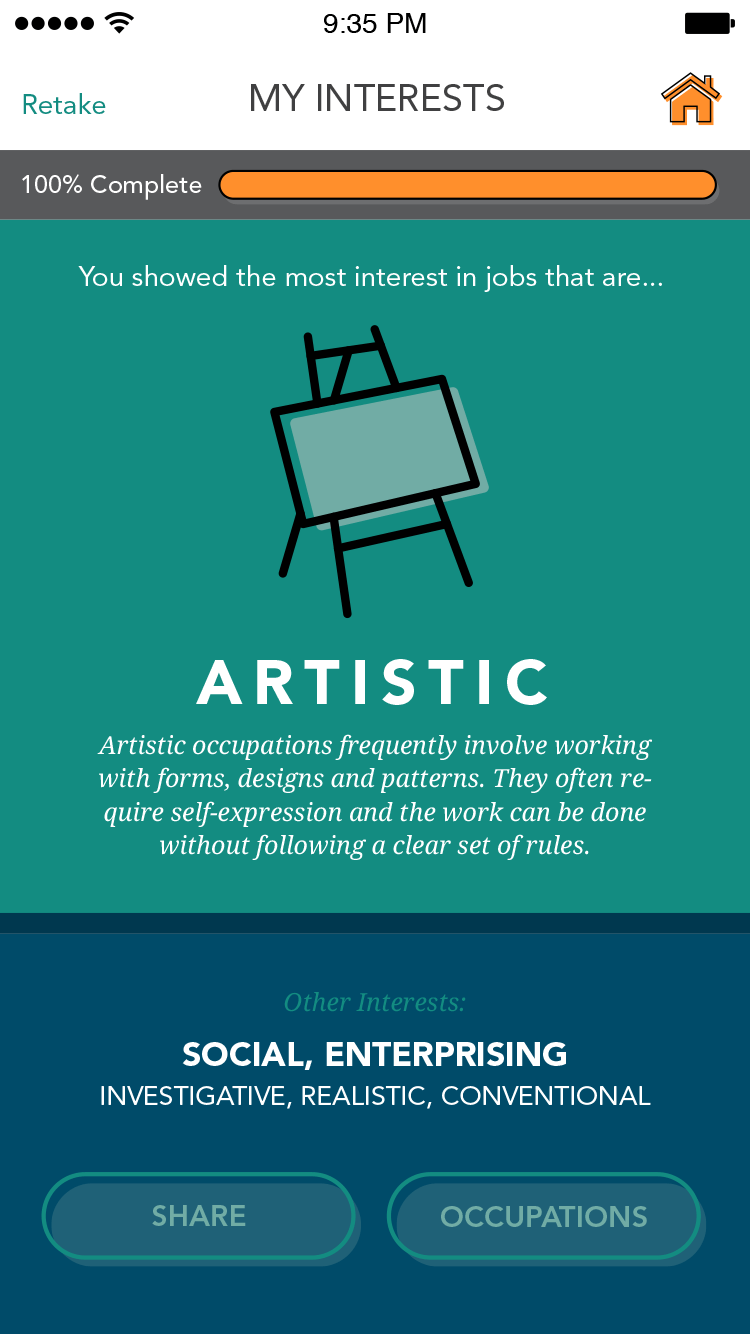 9:35 PM
Retake
MY INTERESTS
100% Complete
You showed the most interest in jobs that are...
ARTISTIC
Artistic occupations frequently involve working
with forms, designs and patterns. They often re-
quire self-expression and the work can be done
without following a clear set of rules.
Other Interests:
SOCIAL, ENTERPRISING
INVESTIGATIVE, REALISTIC, CONVENTIONAL
SHARE
OCCUPATIONS